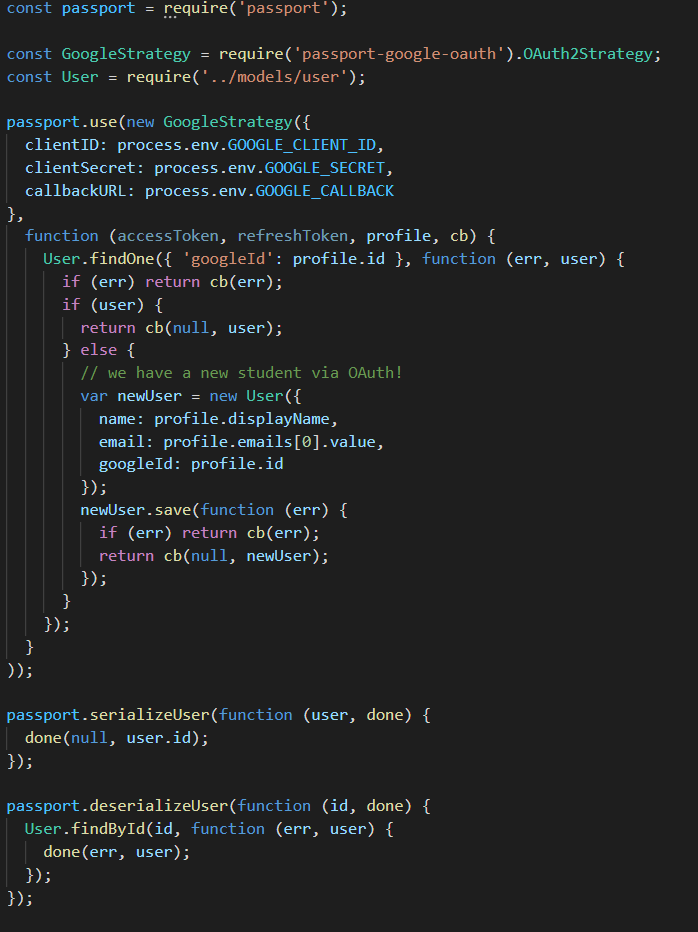 const passport = require('passport');
const GoogleStrategy = require('passport-google-oauth').OAuth2Strategy;
const User = require('../models/user');
passport.use(new GoogleStrategy({
  clientID: process.env.GOOGLE_CLIENT_ID,
  clientSecret: process.env.GOOGLE_SECRET,
  callbackURL: process.env.GOOGLE_CALLBACK
},
  function (accessToken, refreshToken, profile, cb) {
    User.findOne({ 'googleId': profile.id }, function (err, user) {
      if (err) return cb(err);
      if (user) {
        return cb(null, user);
      } else {
        // we have a new student via OAuth!
        var newUser = new User({
          name: profile.displayName,
          email: profile.emails[0].value,
          googleId: profile.id
        });
        newUser.save(function (err) {
          if (err) return cb(err);
          return cb(null, newUser);
        });
      }
    });
  }
));
passport.serializeUser(function (user, done) {
  done(null, user.id);
});
passport.deserializeUser(function (id, done) {
  User.findById(id, function (err, user) {
    done(err, user);
  });
});